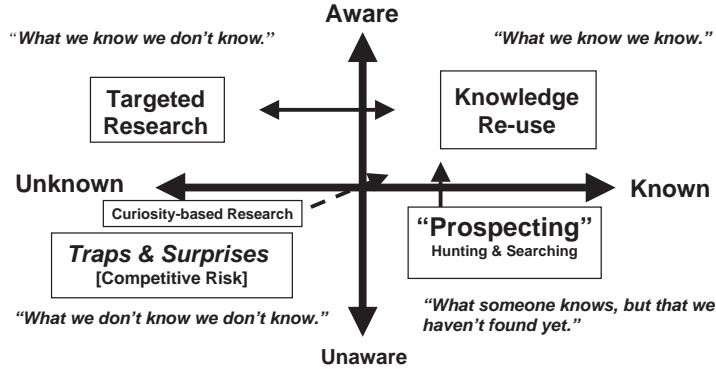 Aware
“What we know we don’t know.”
“What we know we know.”
Targeted
Research
Knowledge
Re-use
Unknown
Known
Curiosity-based Research
“Prospecting”
Hunting & Searching
Traps & Surprises
[Competitive Risk]
“What we don’t know we don’t know.”
“What someone knows, but that we
haven’t found yet.”
Unaware